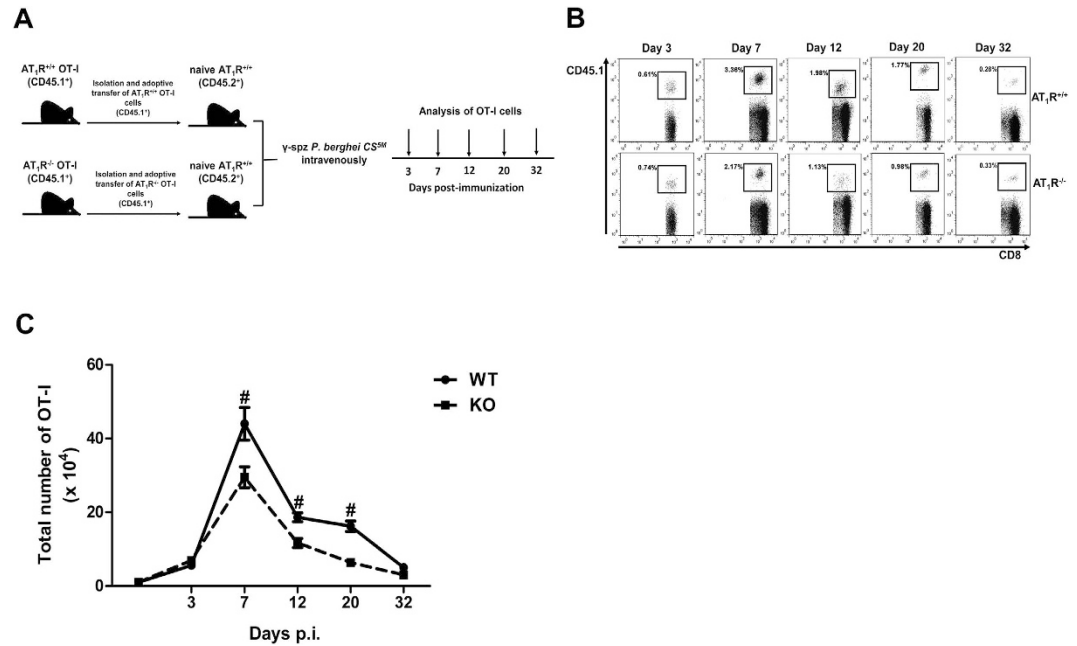 A
AT₁R⁺/⁺ OT-I
(CD45.1⁺)
Isolation and adoptive
transfer of AT₁R⁺/⁺ OT-I
cells
(CD45.1⁺)
naive AT₁R⁺/⁺
(CD45.2⁺)
AT₁R⁻/⁻ OT-I
(CD45.1⁺)
Isolation and adoptive
transfer of AT₁R⁻/⁻ OT-I
cells
(CD45.1⁺)
naive AT₁R⁺/⁺
(CD45.2⁺)
γ-spz P. berghei CS⁵ᴹ
intravenously
Analysis of OT-I cells
3 7 12 20 32
Days post-immunization
B
Day 3 Day 7 Day 12 Day 20 Day 32
CD45.1
0.61% 3.36% 1.98% 1.77% 0.28%
AT₁R⁺/⁺
0.74% 2.17% 1.13% 0.98% 0.33%
AT₁R⁻/⁻
CD8
C
Total number of OT-I
(x 10⁴)
60
40
20
0
# # #
3 7 12 20 32
Days p.i.
WT
KO